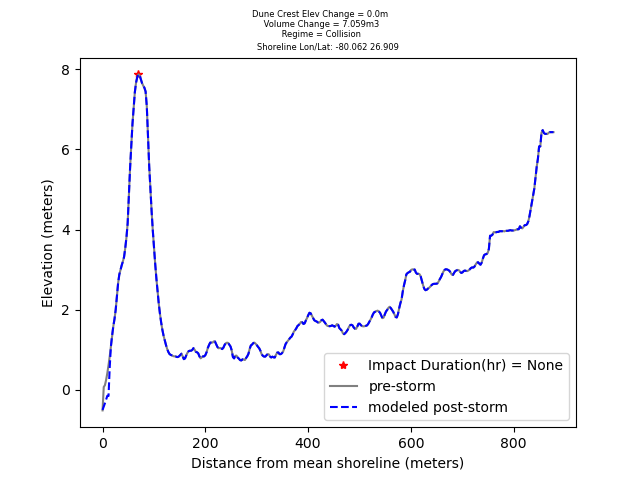 Dune Crest Elev Change = 0.0m
Volume Change = 7.059m3
Regime = Collision
Shoreline Lon/Lat: -80.062 26.909
8
6
4
2
0
Elevation (meters)
Impact Duration(hr) = None
pre-storm
modeled post-storm
0 200 400 600 800
Distance from mean shoreline (meters)